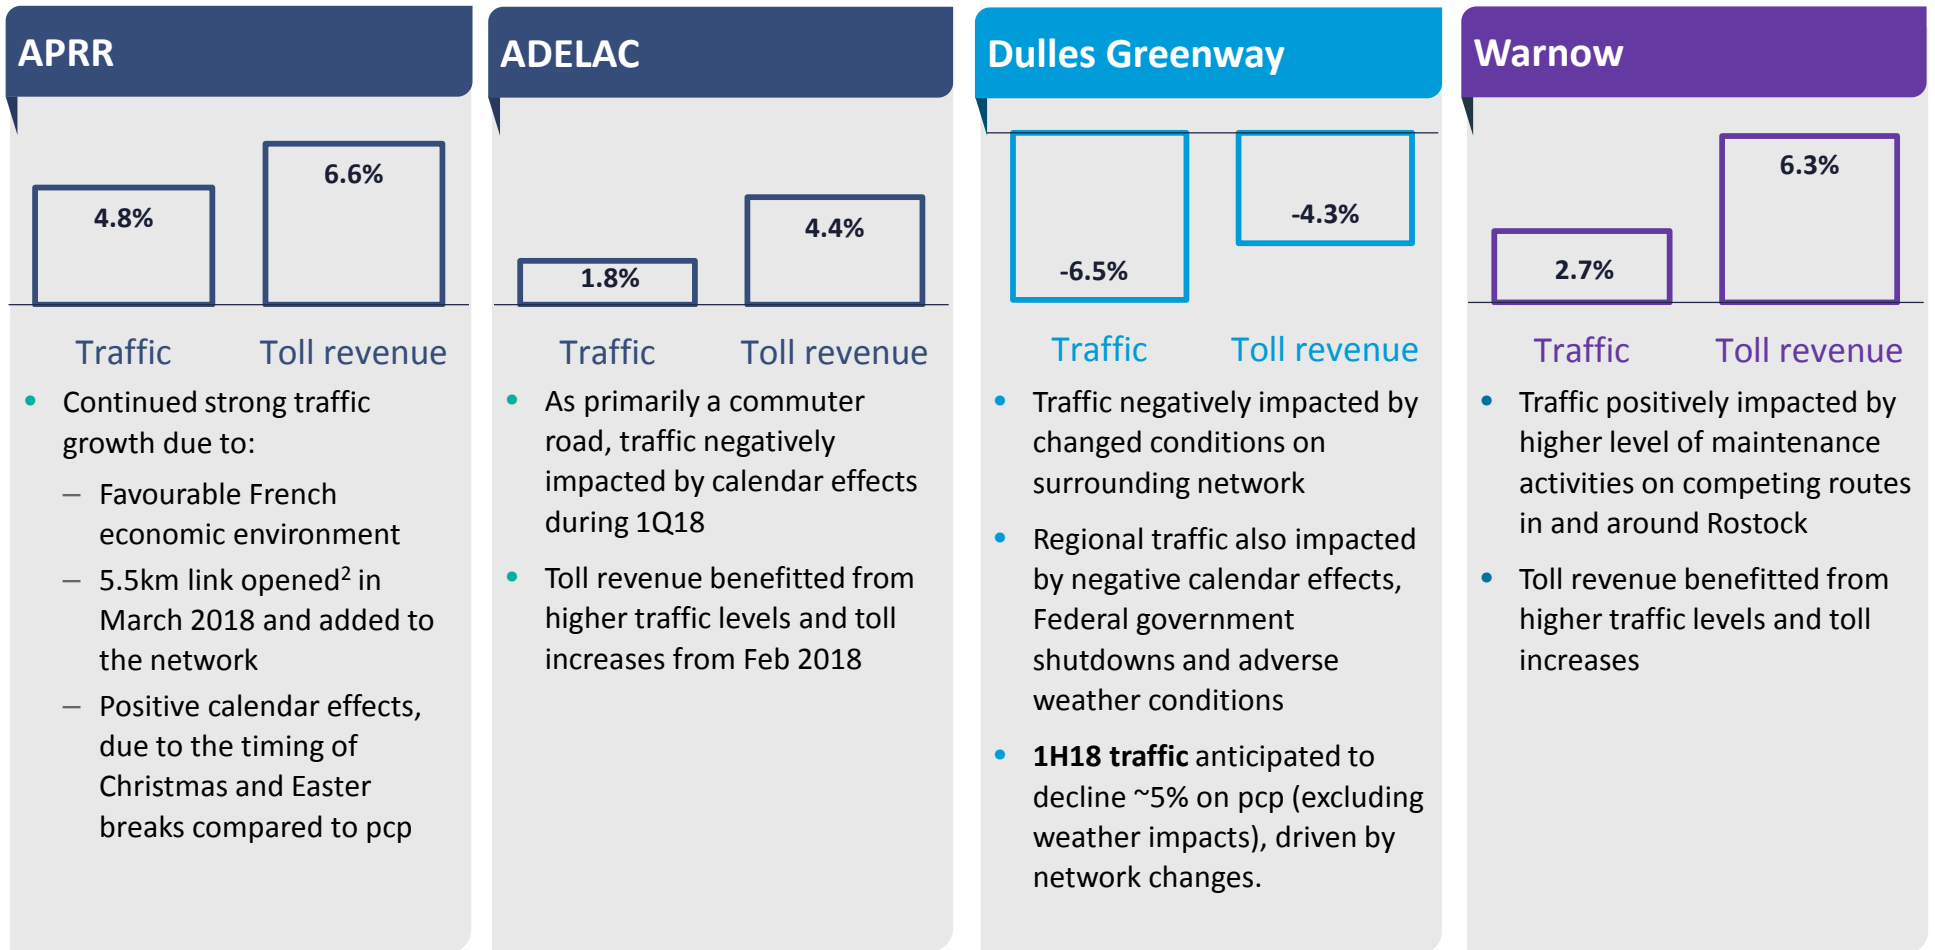 APRR
4.8%
6.6%
Traffic
Toll revenue
• Continued strong traffic
growth due to:
– Favourable French
economic environment
– 5.5km link opened² in
March 2018 and added to
the network
– Positive calendar effects,
due to the timing of
Christmas and Easter
breaks compared to pcp
ADELAC
1.8%
4.4%
Traffic
Toll revenue
• As primarily a commuter
road, traffic negatively
impacted by calendar effects
during 1Q18
• Toll revenue benefitted from
higher traffic levels and toll
increases from Feb 2018
Dulles Greenway
-6.5%
-4.3%
Traffic
Toll revenue
• Traffic negatively impacted by
changed conditions on
surrounding network
• Regional traffic also impacted
by negative calendar effects,
Federal government
shutdowns and adverse
weather conditions
• 1H18 traffic anticipated to
decline ~5% on pcp (excluding
weather impacts), driven by
network changes.
Warnow
2.7%
6.3%
Traffic
Toll revenue
• Traffic positively impacted by
higher level of maintenance
activities on competing routes
in and around Rostock
• Toll revenue benefitted from
higher traffic levels and toll
increases